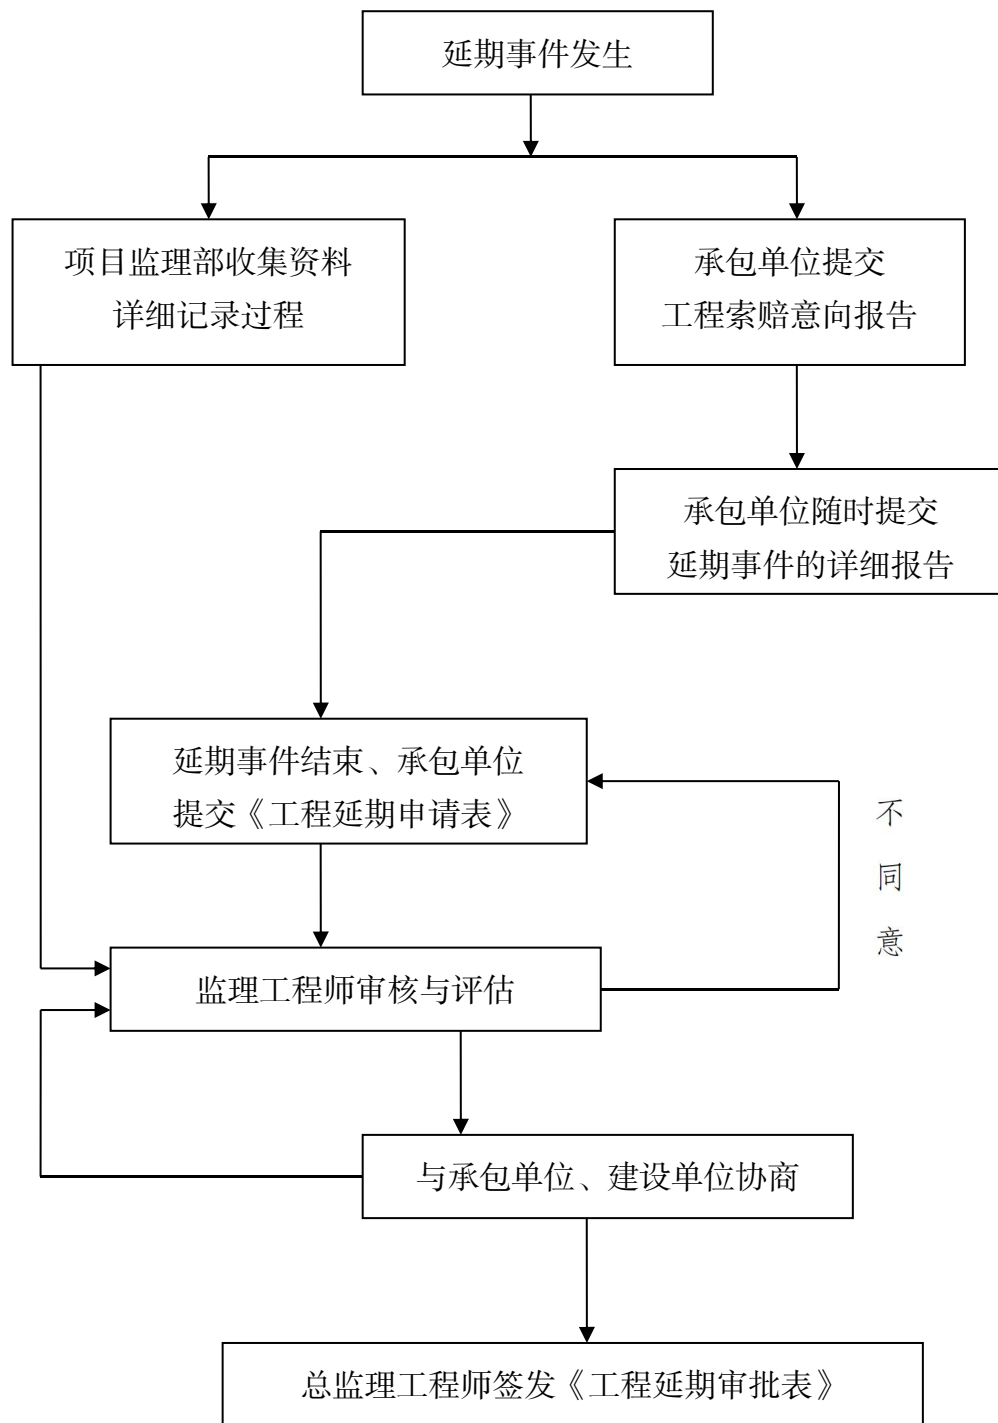 延期事件发生
项目监理部收集资料
详细记录过程
承包单位提交
工程索赔意向报告
承包单位随时提交
延期事件的详细报告
延期事件结束、承包单位
提交《工程延期申请表》
不
同
意
监理工程师审核与评估
与承包单位、建设单位协商
总监理工程师签发《工程延期审批表》